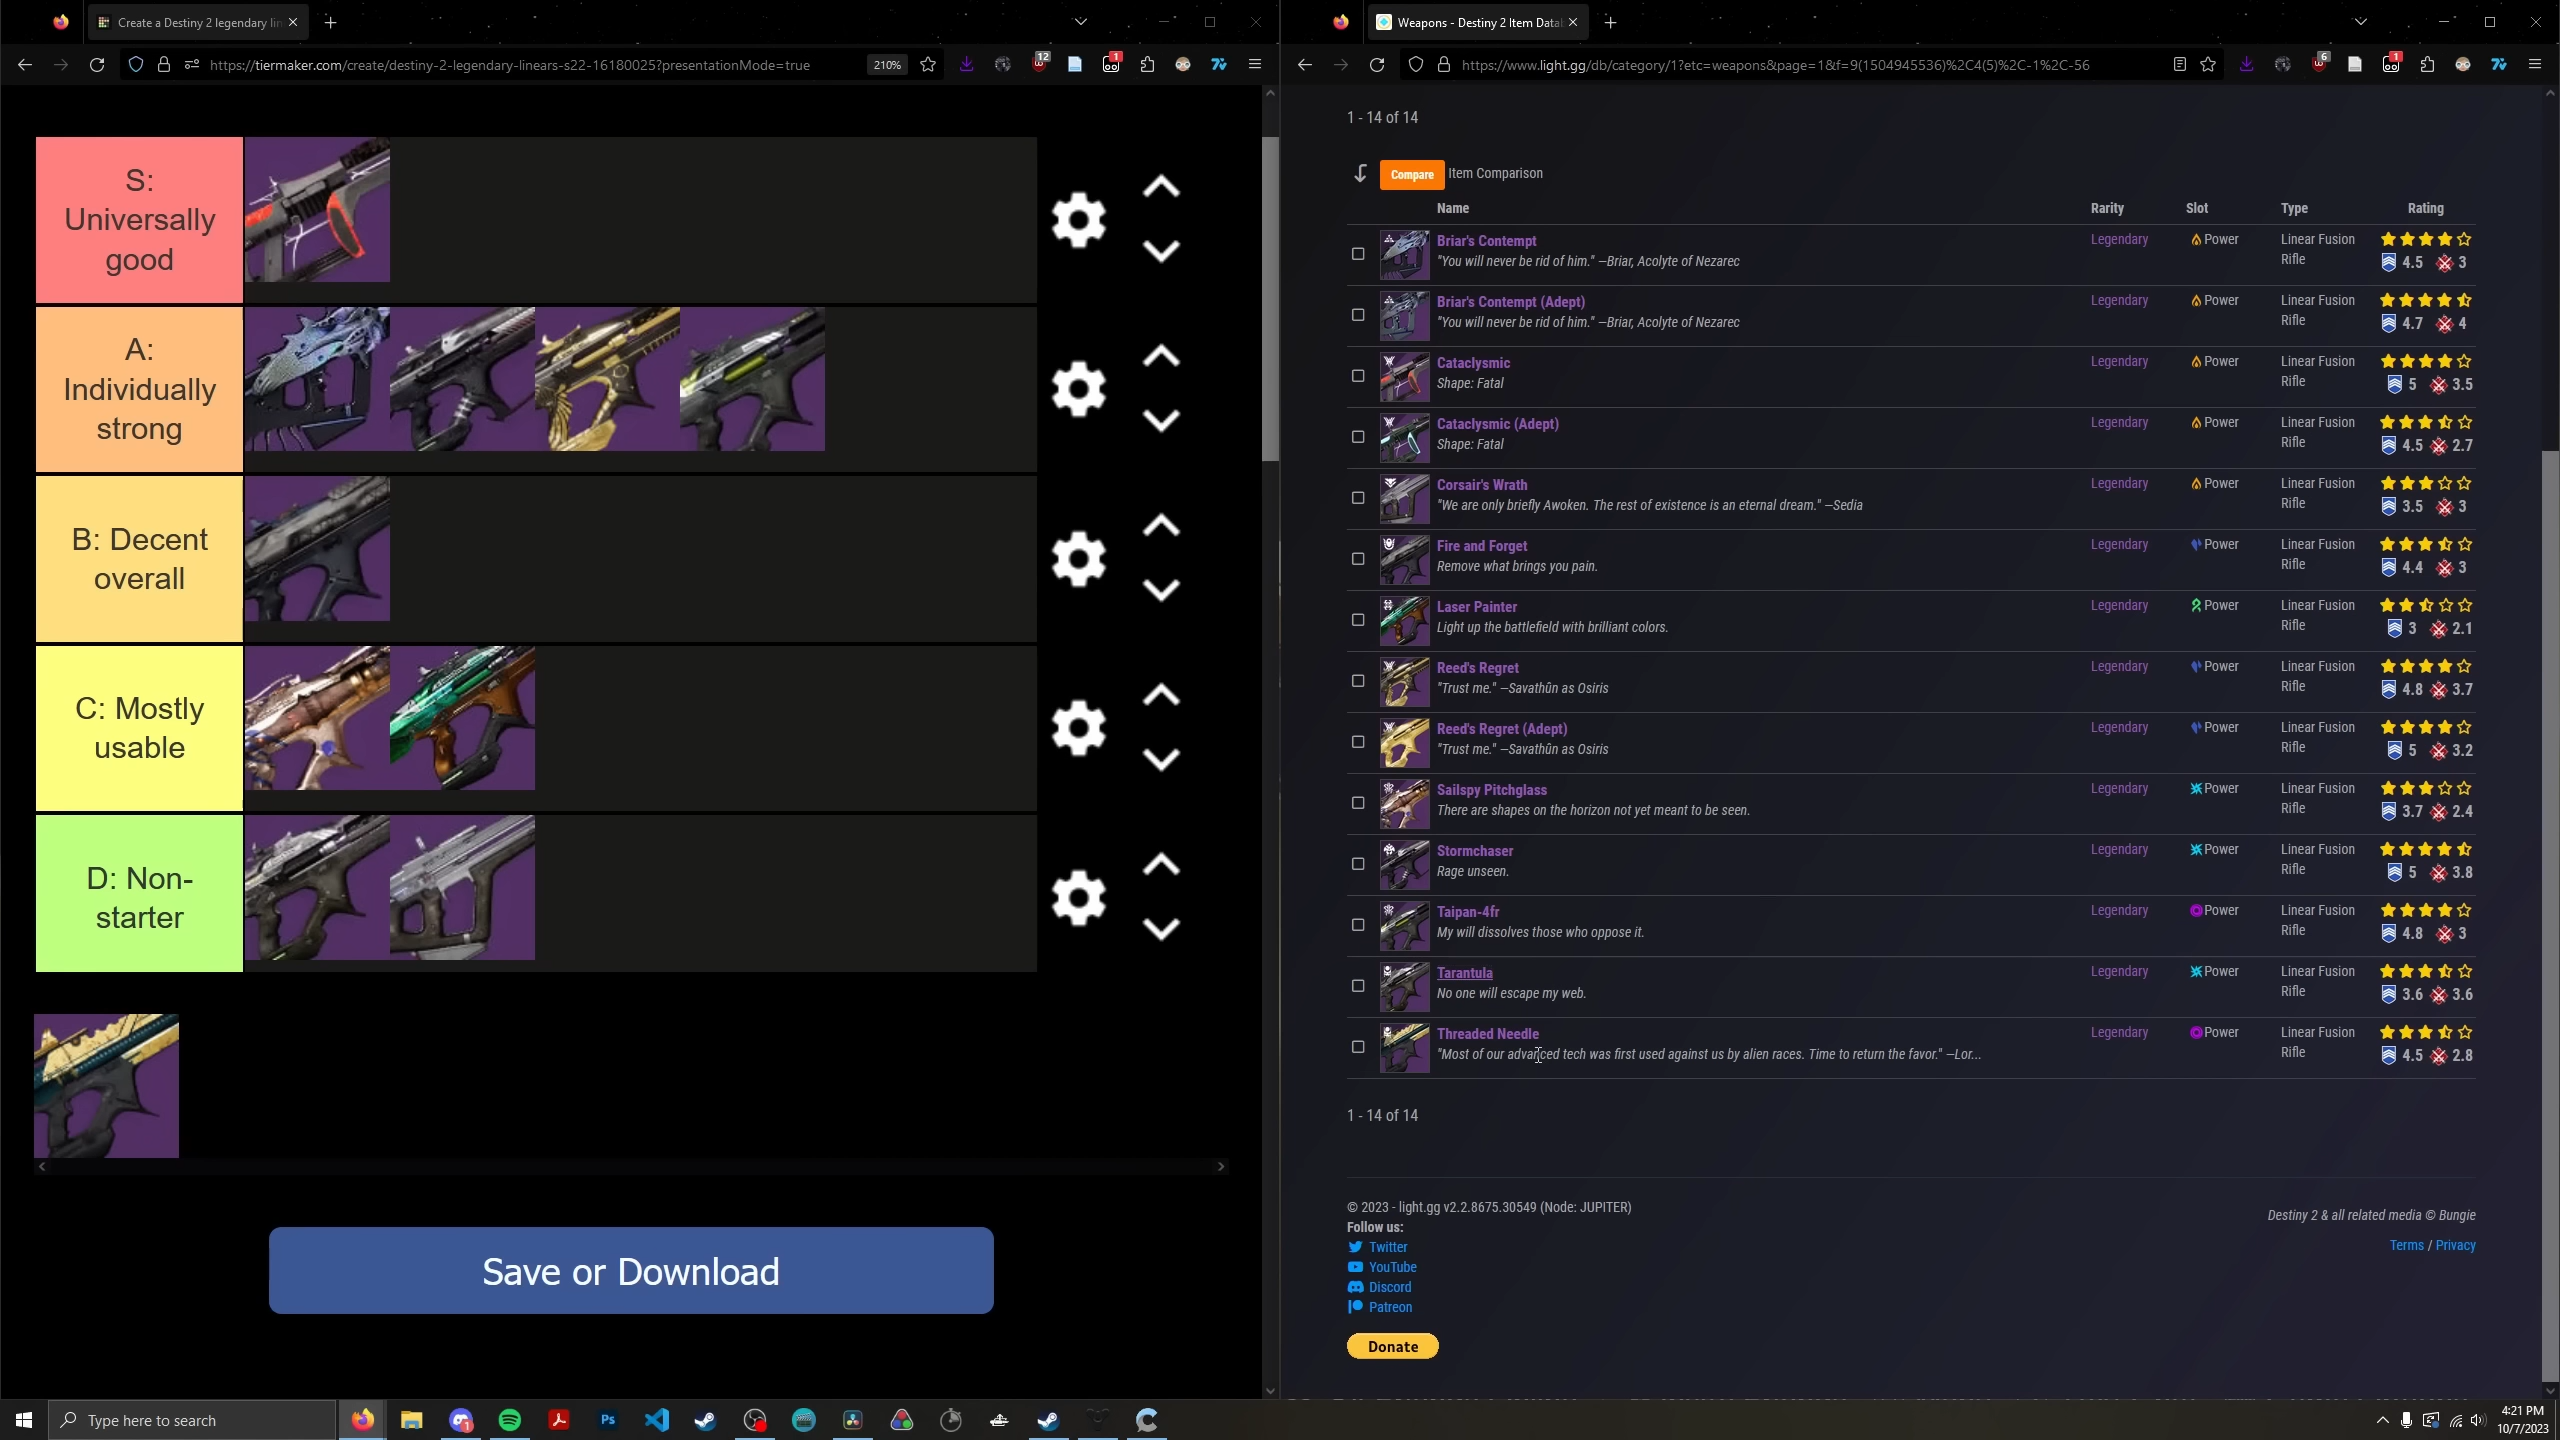 Create a Destiny 2 legendary lin
https://tiermaker.com/create/destiny-2-legendary-linears-s22-16180025?presentationMode=true
210%
12
1
S:
Universally
good
A:
Individually
strong
B: Decent
overall
C: Mostly
usable
D: Non-
starter
Save or Download
Weapons - Destiny 2 Item Data
https://www.light.gg/db/category/1?etc=weapons&page=1&f=9(1504945536)%2C4(5)%2C-1%2C-56
6
1
1 - 14 of 14
Compare Item Comparison
Name Rarity Slot Type Rating
Briar's Contempt Legendary Power Linear Fusion
"You will never be rid of him." —Briar, Acolyte of Nezarec Rifle 4.5 3
Briar's Contempt (Adept) Legendary Power Linear Fusion
"You will never be rid of him." —Briar, Acolyte of Nezarec Rifle 4.7 4
Cataclysmic Legendary Power Linear Fusion
Shape: Fatal Rifle 5 3.5
Cataclysmic (Adept) Legendary Power Linear Fusion
Shape: Fatal Rifle 4.5 2.7
Corsair's Wrath Legendary Power Linear Fusion
"We are only briefly Awoken. The rest of existence is an eternal dream." —Sedia Rifle 3.5 3
Fire and Forget Legendary Power Linear Fusion
Remove what brings you pain. Rifle 4.4 3
Laser Painter Legendary Power Linear Fusion
Light up the battlefield with brilliant colors. Rifle 3 2.1
Reed's Regret Legendary Power Linear Fusion
"Trust me." —Savathûn as Osiris Rifle 4.8 3.7
Reed's Regret (Adept) Legendary Power Linear Fusion
"Trust me." —Savathûn as Osiris Rifle 5 3.2
Sailspy Pitchglass Legendary Power Linear Fusion
There are shapes on the horizon not yet meant to be seen. Rifle 3.7 2.4
Stormchaser Legendary Power Linear Fusion
Rage unseen. Rifle 5 3.8
Taipan-4fr Legendary Power Linear Fusion
My will dissolves those who oppose it. Rifle 4.8 3
Tarantula Legendary Power Linear Fusion
No one will escape my web. Rifle 3.6 3.6
Threaded Needle Legendary Power Linear Fusion
"Most of our advanced tech was first used against us by alien races. Time to return the favor." —Lor... Rifle 4.5 2.8
1 - 14 of 14
© 2023 - light.gg v2.2.8675.30549 (Node: JUPITER)
Follow us:
Twitter
YouTube
Discord
Patreon
Donate
Destiny 2 & all related media © Bungie
Terms / Privacy
Type here to search
Ps
1
4:21 PM
10/7/2023